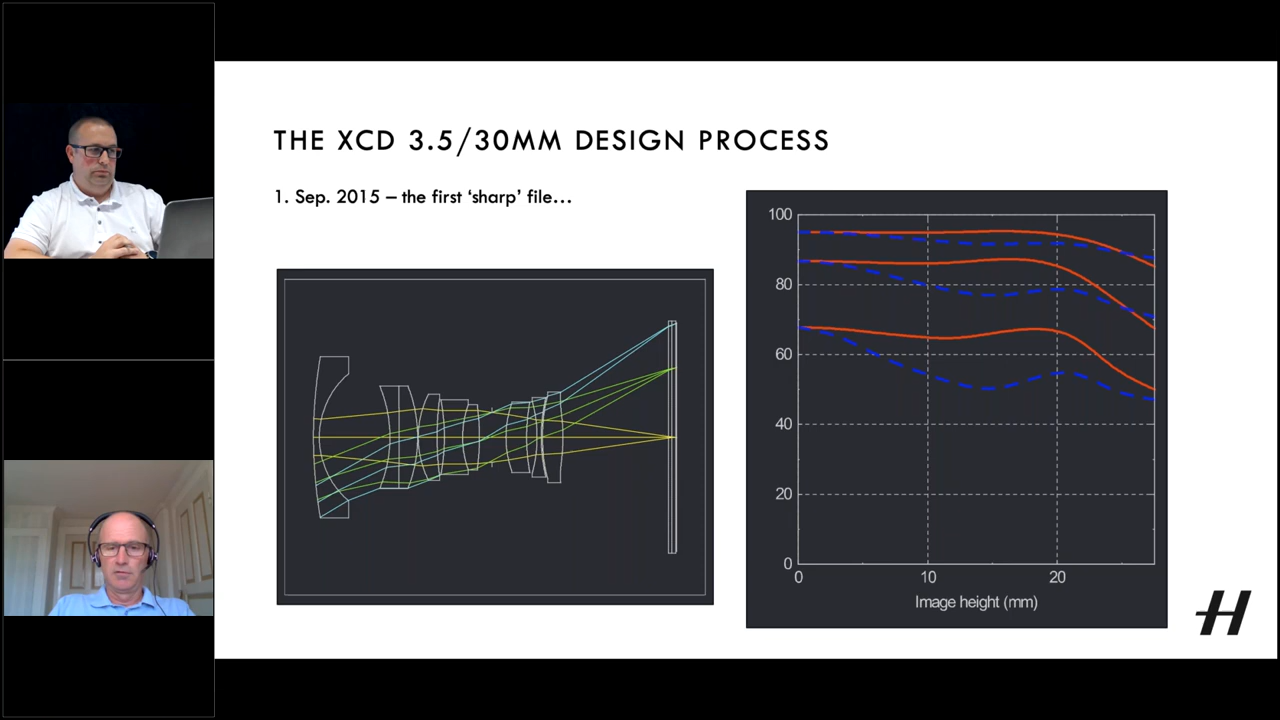 THE XCD 3.5/30MM DESIGN PROCESS
1. Sep. 2015 – the first ‘sharp’ file…
100
80
60
40
20
0
0 10 20
Image height (mm)
H